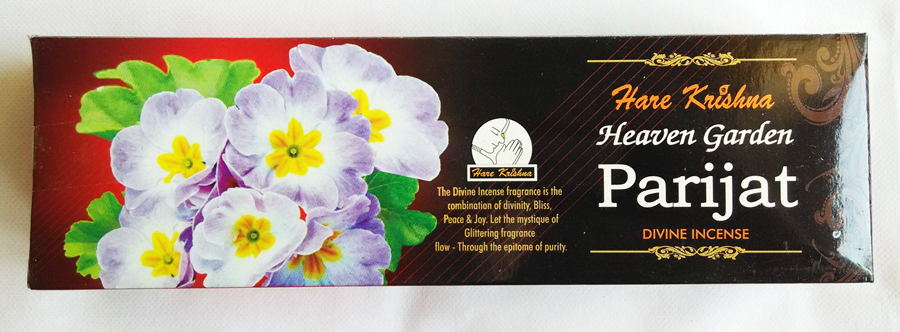 Hare Krishna
The Divine Incense fragrance is the
combination of divinity, Bliss,
Peace & Joy. Let the mystique of
Glittering fragrance
flow - Through the epitome of purity.
Hare Krishna
Heaven Garden
Parijat
DIVINE INCENSE